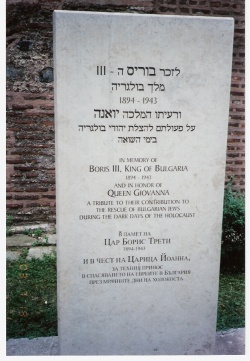 לזכר בוריס ה - III
מלך בולגריה
1894 - 1943
ורעיתו המלכה יואנה
על פעולתם להצלת יהודי בולגריה
בימי השואה
IN MEMORY OF
BORIS III, KING OF BULGARIA
1894 - 1943
AND IN HONOR OF
QUEEN GIOVANNA
A TRIBUTE TO THEIR CONTRIBUTION TO
THE RESCUE OF BULGARIAN JEWS
DURING THE DARK DAYS OF THE HOLOCAUST
В ПАМЕТ НА
ЦАР БОРИС ТРЕТИ
1894-1943
И В ЧЕСТ НА ЦАРИЦА ЙОАННА,
ЗА ТЕХНИЯ ПРИНОС
В СПАСЯВАНЕТО НА ЕВРЕИТЕ В БЪЛГАРИЯ
ДНИ НА ХОЛОКОСТА